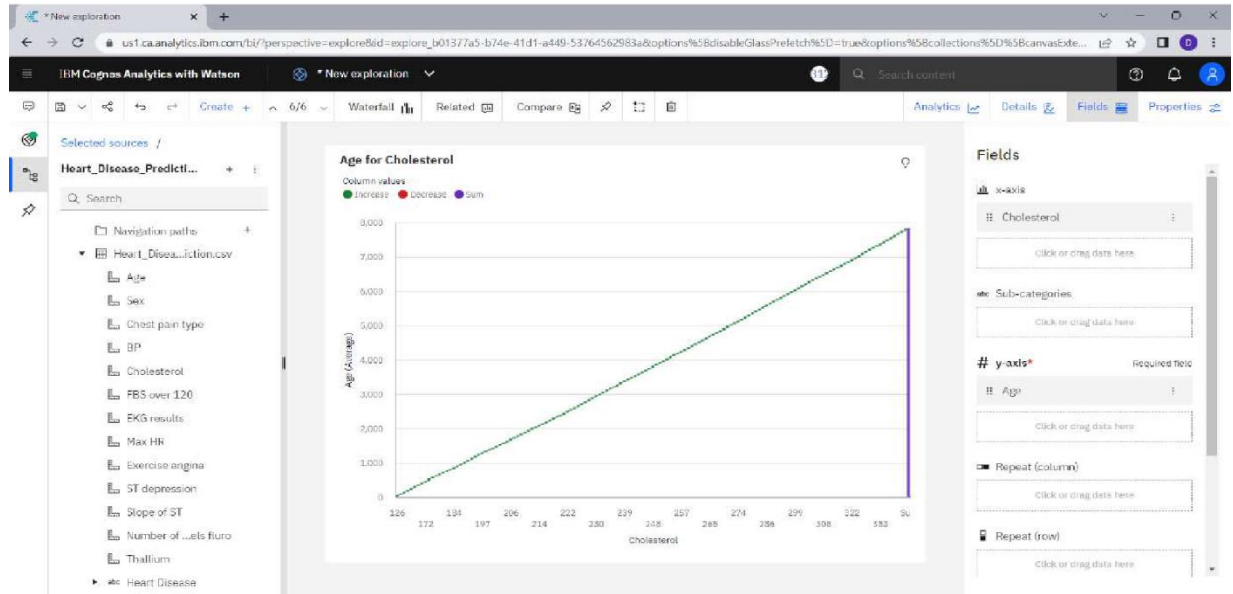 * New exploration
us1.ca.analytics.ibm.com/bi/?perspective=explore&id=explore_b01377a5-b74e-41d1-a449-53764562983a&options%5BdisableGlassPrefetch%5D=true&options%5Bcollections%5D%5BcanvasExte...
IBM Cognos Analytics with Watson
* New exploration
Search content
Create +
6/6
Waterfall
Related
Compare
Analytics
Details
Fields
Properties
Selected sources /
Heart_Disease_Predicti...
Search
Navigation paths
Heart_Disea...iction.csv
Age
Sex
Chest pain type
BP
Cholesterol
FBS over 120
EKG results
Max HR
Exercise angina
ST depression
Slope of ST
Number of ...els fluro
Thallium
abc Heart Disease
Age for Cholesterol
Column values
Increase Decrease Sum
8,000
7,000
6,000
5,000
4,000
3,000
2,000
1,000
0
Age (Average)
126 184 206 222 239 257 274 299 322 Su
172 197 214 230 248 265 286 308 353
Cholesterol
Fields
x-axis
Cholesterol
Click or drag data here
abc Sub-categories
Click or drag data here
# y-axis* Required field
Age
Click or drag data here
Repeat (column)
Click or drag data here
Repeat (row)
Click or drag data here